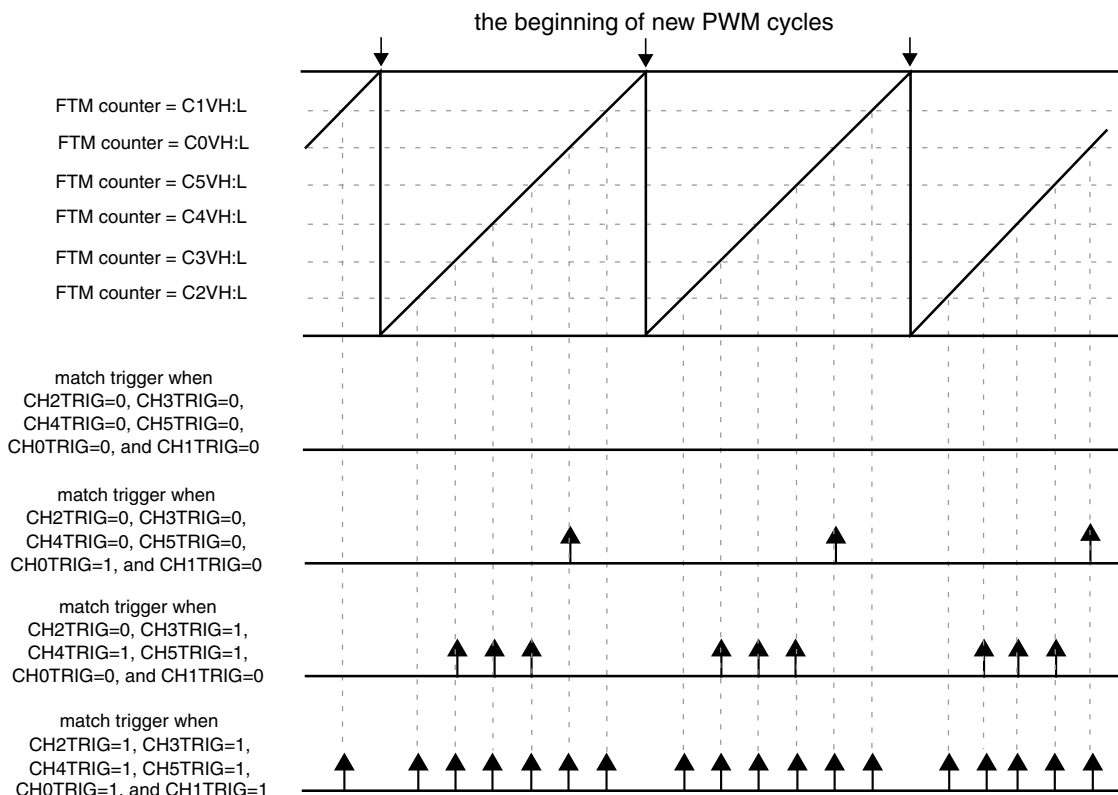 the beginning of new PWM cycles
FTM counter = C1VH:L
FTM counter = C0VH:L
FTM counter = C5VH:L
FTM counter = C4VH:L
FTM counter = C3VH:L
FTM counter = C2VH:L
match trigger when
CH2TRIG=0, CH3TRIG=0,
CH4TRIG=0, CH5TRIG=0,
CH0TRIG=0, and CH1TRIG=0
match trigger when
CH2TRIG=0, CH3TRIG=0,
CH4TRIG=0, CH5TRIG=0,
CH0TRIG=1, and CH1TRIG=0
match trigger when
CH2TRIG=0, CH3TRIG=1,
CH4TRIG=1, CH5TRIG=1,
CH0TRIG=0, and CH1TRIG=0
match trigger when
CH2TRIG=1, CH3TRIG=1,
CH4TRIG=1, CH5TRIG=1,
CH0TRIG=1, and CH1TRIG=1